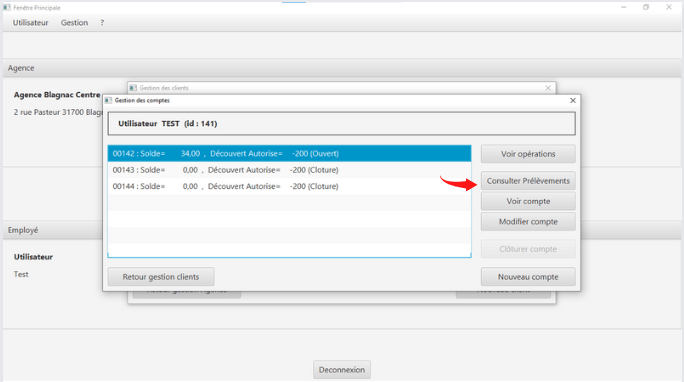 Fenêtre Principale
Utilisateur Gestion ?
Agence
Agence Blagnac Centre
2 rue Pasteur 31700 Blagn
Gestion des clients
Gestion des comptes
Utilisateur TEST (id : 141)
00142 : Solde= 34,00 , Découvert Autorise= -200 (Ouvert)
00143 : Solde= 0,00 , Découvert Autorise= -200 (Cloture)
00144 : Solde= 0,00 , Découvert Autorise= -200 (Cloture)
Voir opérations
Consulter Prélèvements
Voir compte
Modifier compte
Clôturer compte
Retour gestion clients
Nouveau compte
Employé
Utilisateur
Test
Deconnexion